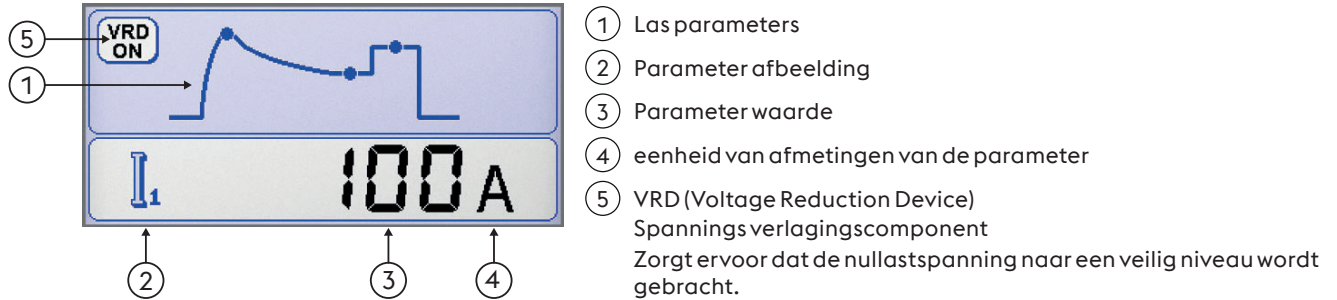 5
VRD
ON
1
I1
100 A
2
3
4
1 Las parameters
2 Parameter afbeelding
3 Parameter waarde
4 eenheid van afmetingen van de parameter
5 VRD (Voltage Reduction Device)
Spannings verlagingscomponent
Zorgt ervoor dat de nullastspanning naar een veilig niveau wordt
gebracht.